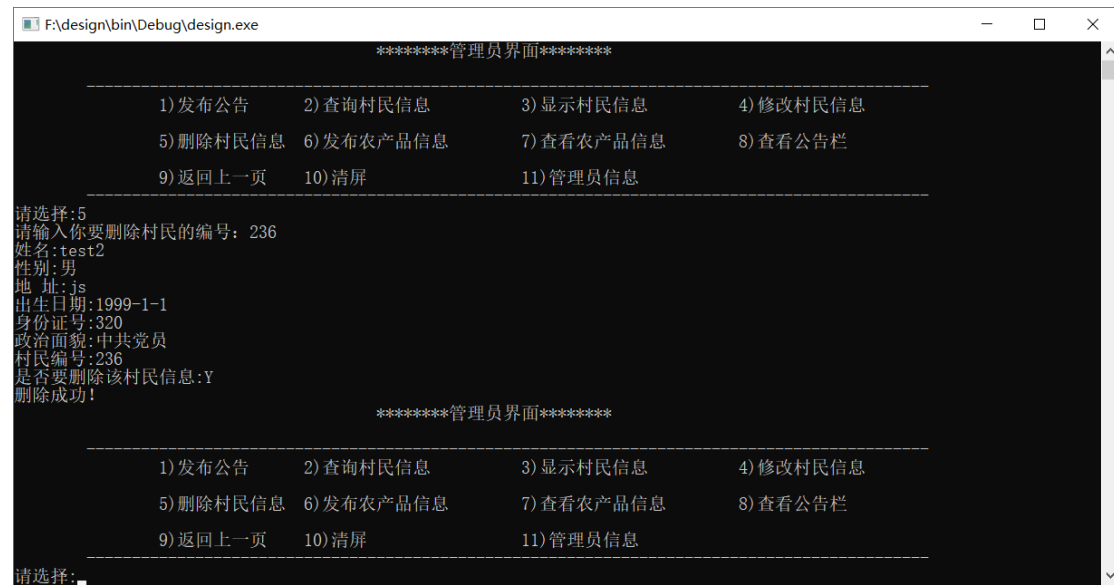 F:\design\bin\Debug\design.exe
********管理员界面********
1)发布公告 2)查询村民信息 3)显示村民信息 4)修改村民信息
5)删除村民信息 6)发布农产品信息 7)查看农产品信息 8)查看公告栏
9)返回上一页 10)清屏 11)管理员信息
请选择:5
请输入你要删除村民的编号: 236
姓名:test2
性别:男
地 址:js
出生日期:1999-1-1
身份证号:320
政治面貌:中共党员
村民编号:236
是否要删除该村民信息:Y
删除成功!
********管理员界面********
1)发布公告 2)查询村民信息 3)显示村民信息 4)修改村民信息
5)删除村民信息 6)发布农产品信息 7)查看农产品信息 8)查看公告栏
9)返回上一页 10)清屏 11)管理员信息
请选择: